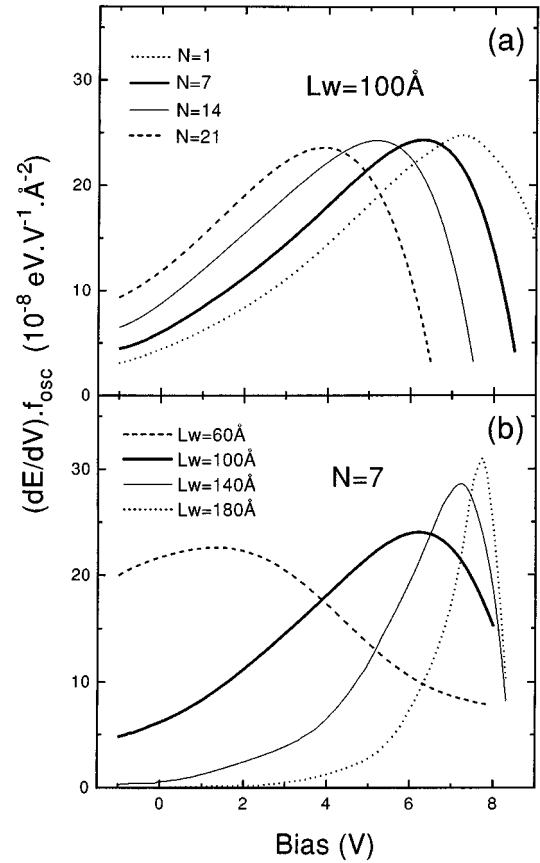 (dE/dV).f_osc (10^-8 eV.V^-1.Å^-2)
(a)
N=1
N=7
N=14
N=21
Lw=100Å
30
20
10
0
(b)
Lw=60Å
Lw=100Å
Lw=140Å
Lw=180Å
N=7
30
20
10
0
0 2 4 6 8
Bias (V)